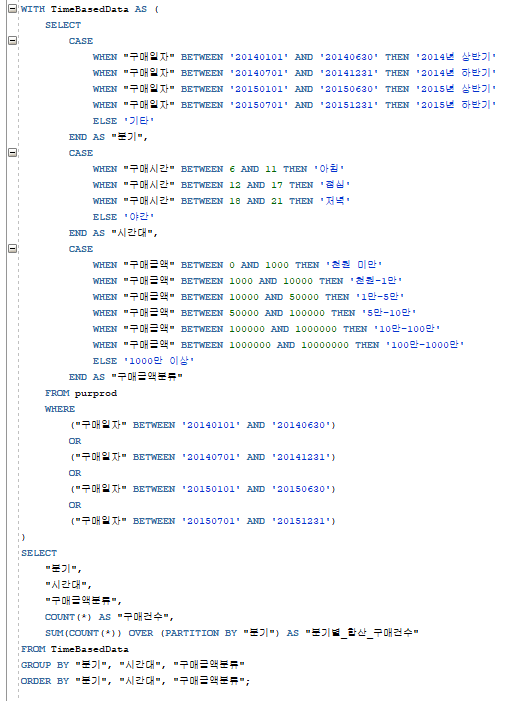 WITH TimeBasedData AS (
SELECT
CASE
WHEN "구매일자" BETWEEN '20140101' AND '20140630' THEN '2014년 상반기'
WHEN "구매일자" BETWEEN '20140701' AND '20141231' THEN '2014년 하반기'
WHEN "구매일자" BETWEEN '20150101' AND '20150630' THEN '2015년 상반기'
WHEN "구매일자" BETWEEN '20150701' AND '20151231' THEN '2015년 하반기'
ELSE '기타'
END AS "분기",
CASE
WHEN "구매시간" BETWEEN 6 AND 11 THEN '아침'
WHEN "구매시간" BETWEEN 12 AND 17 THEN '점심'
WHEN "구매시간" BETWEEN 18 AND 21 THEN '저녁'
ELSE '야간'
END AS "시간대",
CASE
WHEN "구매금액" BETWEEN 0 AND 1000 THEN '천원 미만'
WHEN "구매금액" BETWEEN 1000 AND 10000 THEN '천원-1만'
WHEN "구매금액" BETWEEN 10000 AND 50000 THEN '1만-5만'
WHEN "구매금액" BETWEEN 50000 AND 100000 THEN '5만-10만'
WHEN "구매금액" BETWEEN 100000 AND 1000000 THEN '10만-100만'
WHEN "구매금액" BETWEEN 1000000 AND 10000000 THEN '100만-1000만'
ELSE '1000만 이상'
END AS "구매금액분류"
FROM purprod
WHERE
("구매일자" BETWEEN '20140101' AND '20140630')
OR
("구매일자" BETWEEN '20140701' AND '20141231')
OR
("구매일자" BETWEEN '20150101' AND '20150630')
OR
("구매일자" BETWEEN '20150701' AND '20151231')
)
SELECT
"분기",
"시간대",
"구매금액분류",
COUNT(*) AS "구매건수",
SUM(COUNT(*)) OVER (PARTITION BY "분기") AS "분기별_합산_구매건수"
FROM TimeBasedData
GROUP BY "분기", "시간대", "구매금액분류"
ORDER BY "분기", "시간대", "구매금액분류";